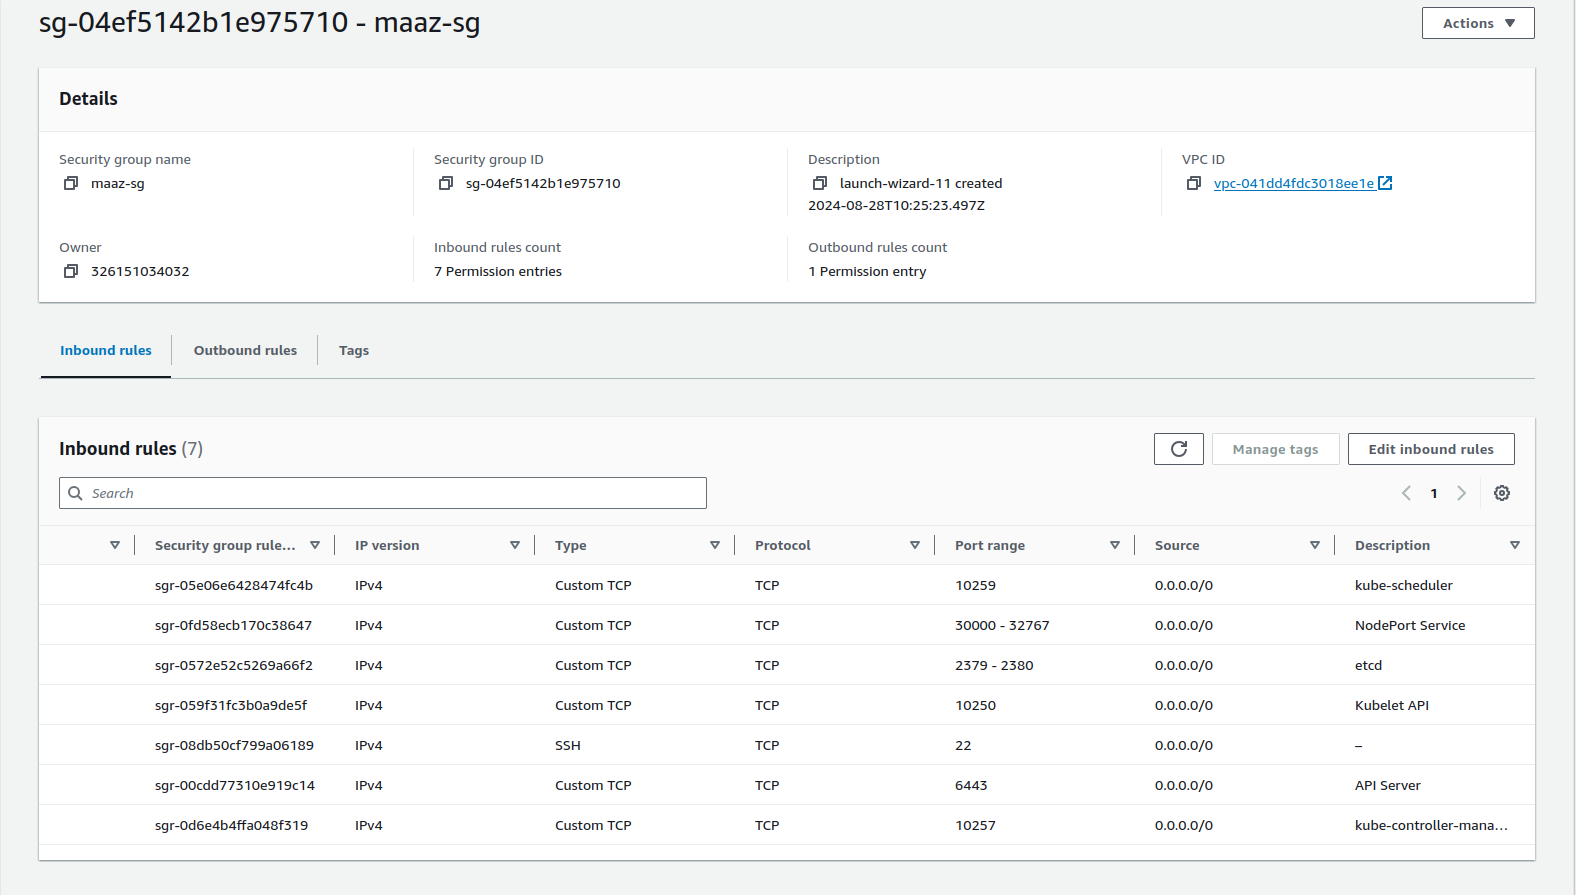 sg-04ef5142b1e975710 - maaz-sg
Actions
Details
Security group name
maaz-sg
Security group ID
sg-04ef5142b1e975710
Description
launch-wizard-11 created
2024-08-28T10:25:23.497Z
VPC ID
vpc-041dd4fdc3018ee1e
Owner
326151034032
Inbound rules count
7 Permission entries
Outbound rules count
1 Permission entry
Inbound rules Outbound rules Tags
Inbound rules (7)
Manage tags
Edit inbound rules
Search
1
Security group rule... IP version Type Protocol Port range Source Description
sgr-05e06e6428474fc4b IPv4 Custom TCP TCP 10259 0.0.0.0/0 kube-scheduler
sgr-0fd58ecb170c38647 IPv4 Custom TCP TCP 30000 - 32767 0.0.0.0/0 NodePort Service
sgr-0572e52c5269a66f2 IPv4 Custom TCP TCP 2379 - 2380 0.0.0.0/0 etcd
sgr-059f31fc3b0a9de5f IPv4 Custom TCP TCP 10250 0.0.0.0/0 Kubelet API
sgr-08db50cf799a06189 IPv4 SSH TCP 22 0.0.0.0/0 –
sgr-00cdd77310e919c14 IPv4 Custom TCP TCP 6443 0.0.0.0/0 API Server
sgr-0d6e4b4ffa048f319 IPv4 Custom TCP TCP 10257 0.0.0.0/0 kube-controller-mana...